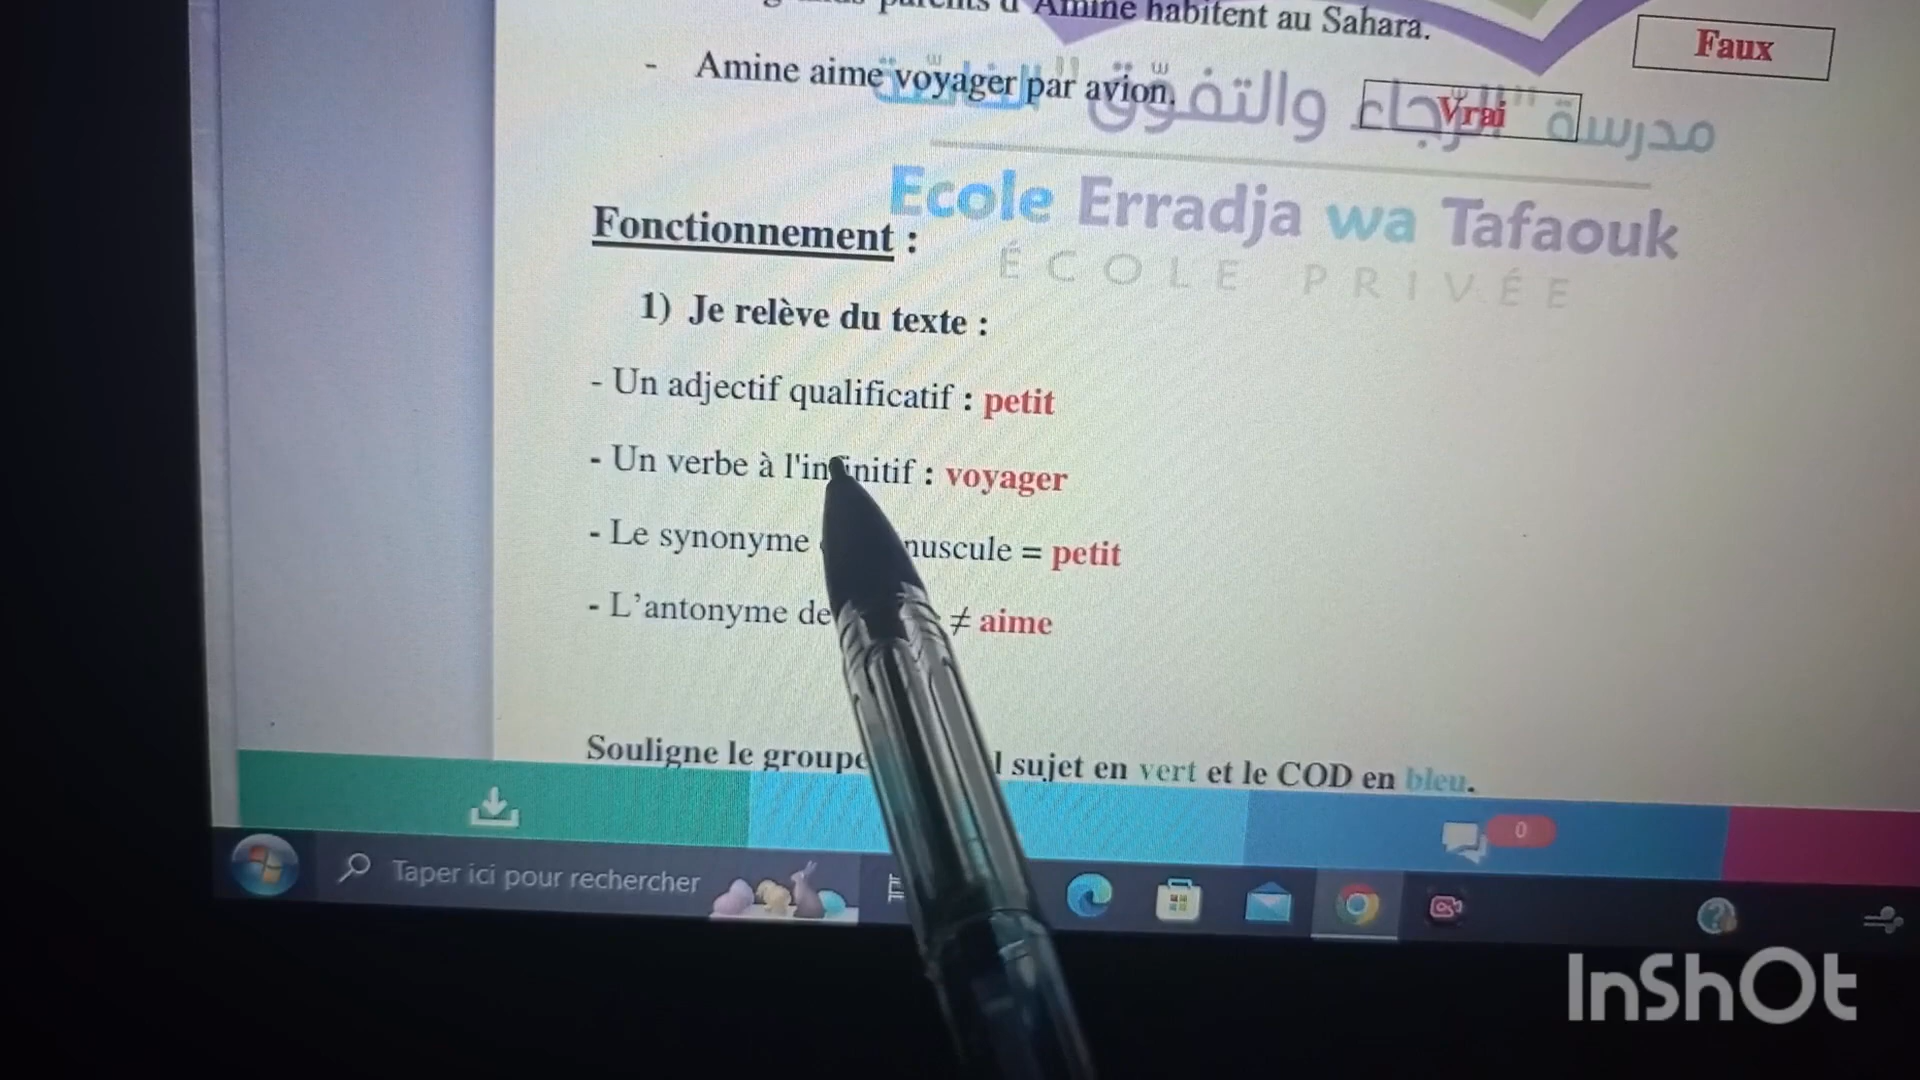 parents d'Amine habitent au Sahara.
Faux
- Amine aime voyager par avion.
Vrai
مدرسة "الرجاء والتفوّق" الخاصّة
Ecole Erradja wa Tafaouk
ÉCOLE PRIVÉE
Fonctionnement :
1) Je relève du texte :
- Un adjectif qualificatif : petit
- Un verbe à l'infinitif : voyager
- Le synonyme nuscule = petit
- L'antonyme de ≠ aime
Souligne le groupe l sujet en vert et le COD en bleu.
0
Taper ici pour rechercher
InShOt